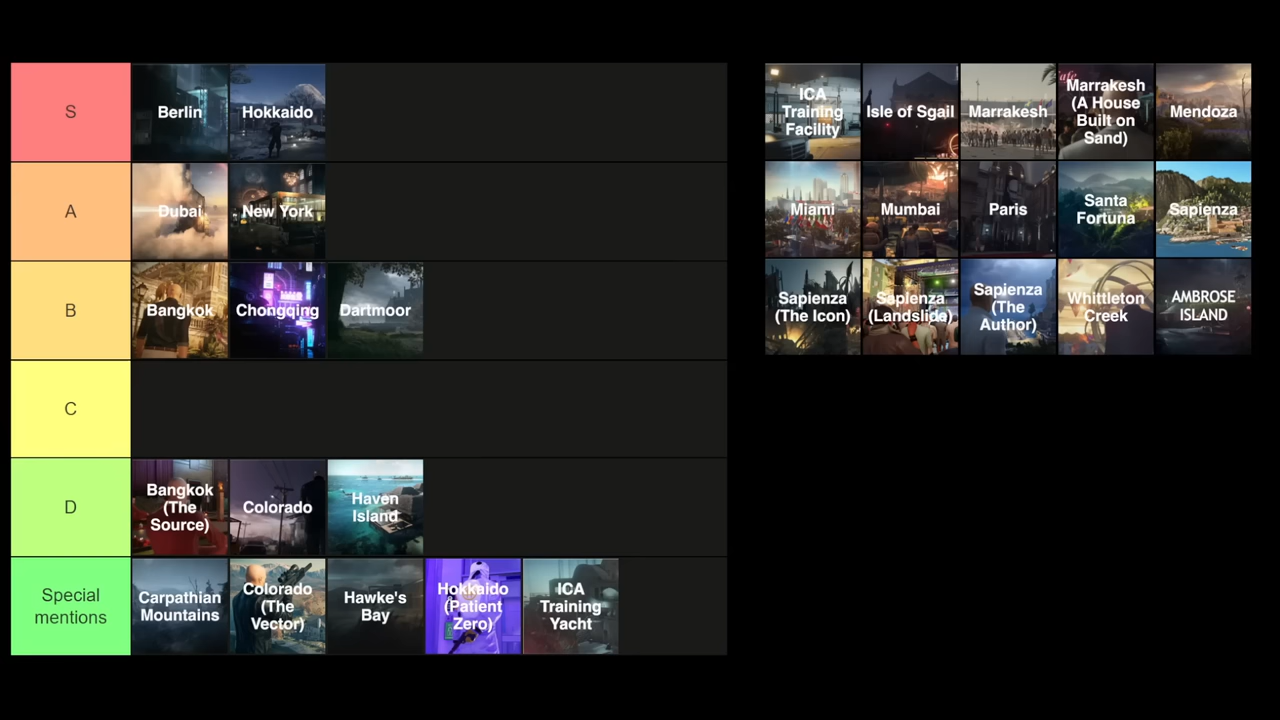 S
Berlin
Hokkaido
A
Dubai
New York
B
Bangkok
Chongqing
Dartmoor
C
D
Bangkok
(The
Source)
Colorado
Haven
Island
Special
mentions
Carpathian
Mountains
Colorado
(The
Vector)
Hawke's
Bay
Hokkaido
(Patient
Zero)
ICA
Training
Yacht
ICA
Training
Facility
Isle of Sgail
Marrakesh
Marrakesh
(A House
Built on
Sand)
Mendoza
Miami
Mumbai
Paris
Santa
Fortuna
Sapienza
Sapienza
(The Icon)
Sapienza
(Landslide)
Sapienza
(The
Author)
Whittleton
Creek
AMBROSE
ISLAND